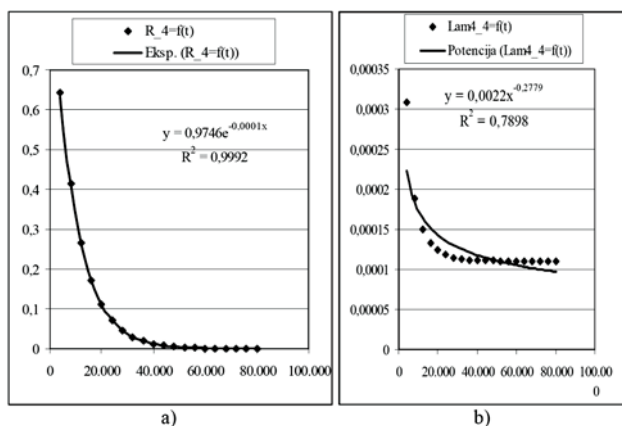 R_4=f(t)
Eksp. (R_4=f(t))
0,7
0,6
0,5
0,4
0,3
0,2
0,1
0
y = 0,9746e^-0,0001x
R² = 0,9992
0 20.000 40.000 60.000 80.000 100.000
a)
Lam4_4=f(t)
Potencija (Lam4_4=f(t))
0,00035
0,0003
0,00025
0,0002
0,00015
0,0001
0,00005
0
y = 0,0022x^-0,2779
R² = 0,7898
0 20.000 40.000 60.000 80.000 100.00
0
b)